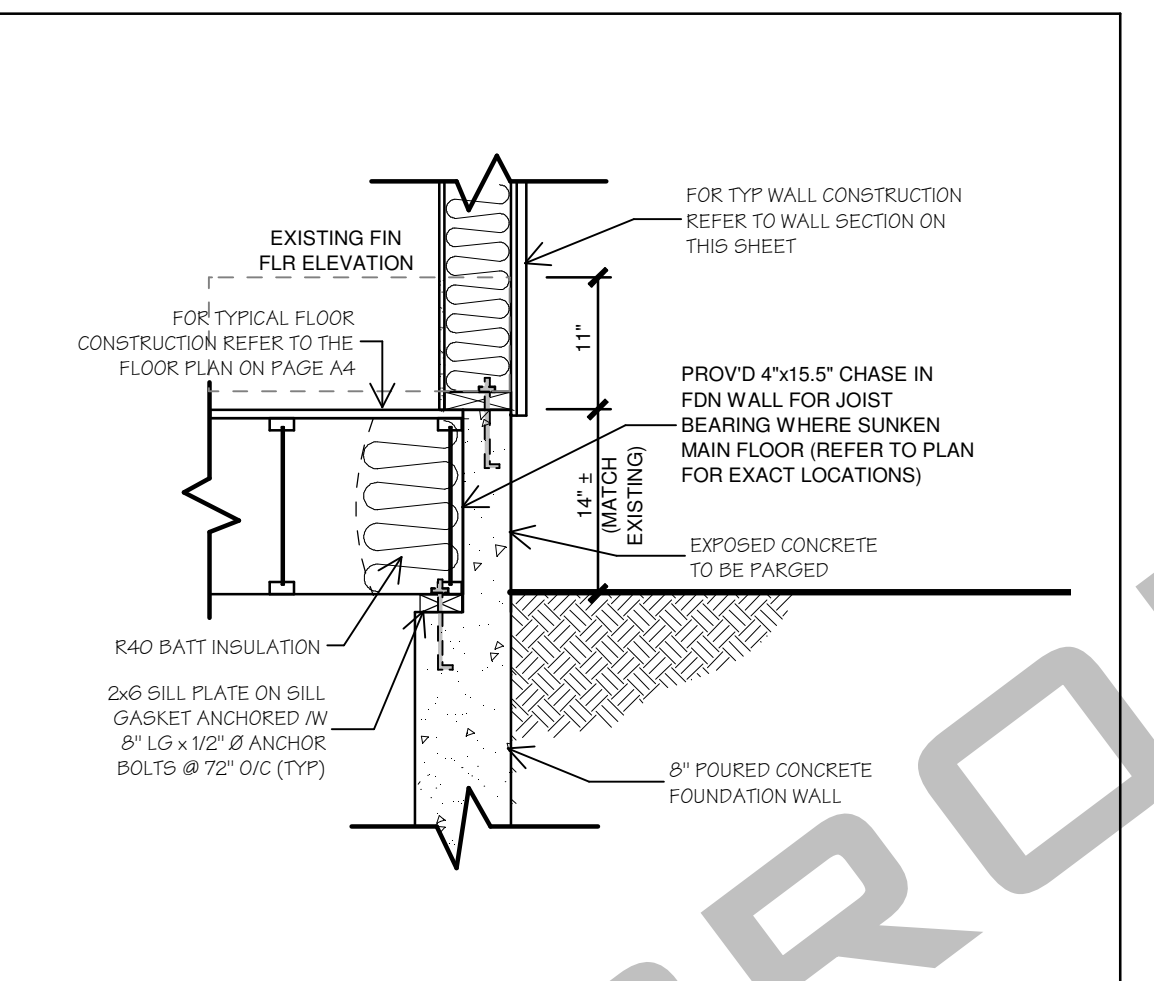 FOR TYP WALL CONSTRUCTION
REFER TO WALL SECTION ON
THIS SHEET
EXISTING FIN
FLR ELEVATION
FOR TYPICAL FLOOR
CONSTRUCTION REFER TO THE
FLOOR PLAN ON PAGE A4
11"
PROV'D 4"x15.5" CHASE IN
FDN WALL FOR JOIST
BEARING WHERE SUNKEN
MAIN FLOOR (REFER TO PLAN
FOR EXACT LOCATIONS)
14" ±
(MATCH
EXISTING)
EXPOSED CONCRETE
TO BE PARGED
R40 BATT INSULATION
2x6 SILL PLATE ON SILL
GASKET ANCHORED /W
8" LG x 1/2" Ø ANCHOR
BOLTS @ 72" O/C (TYP)
8" POURED CONCRETE
FOUNDATION WALL